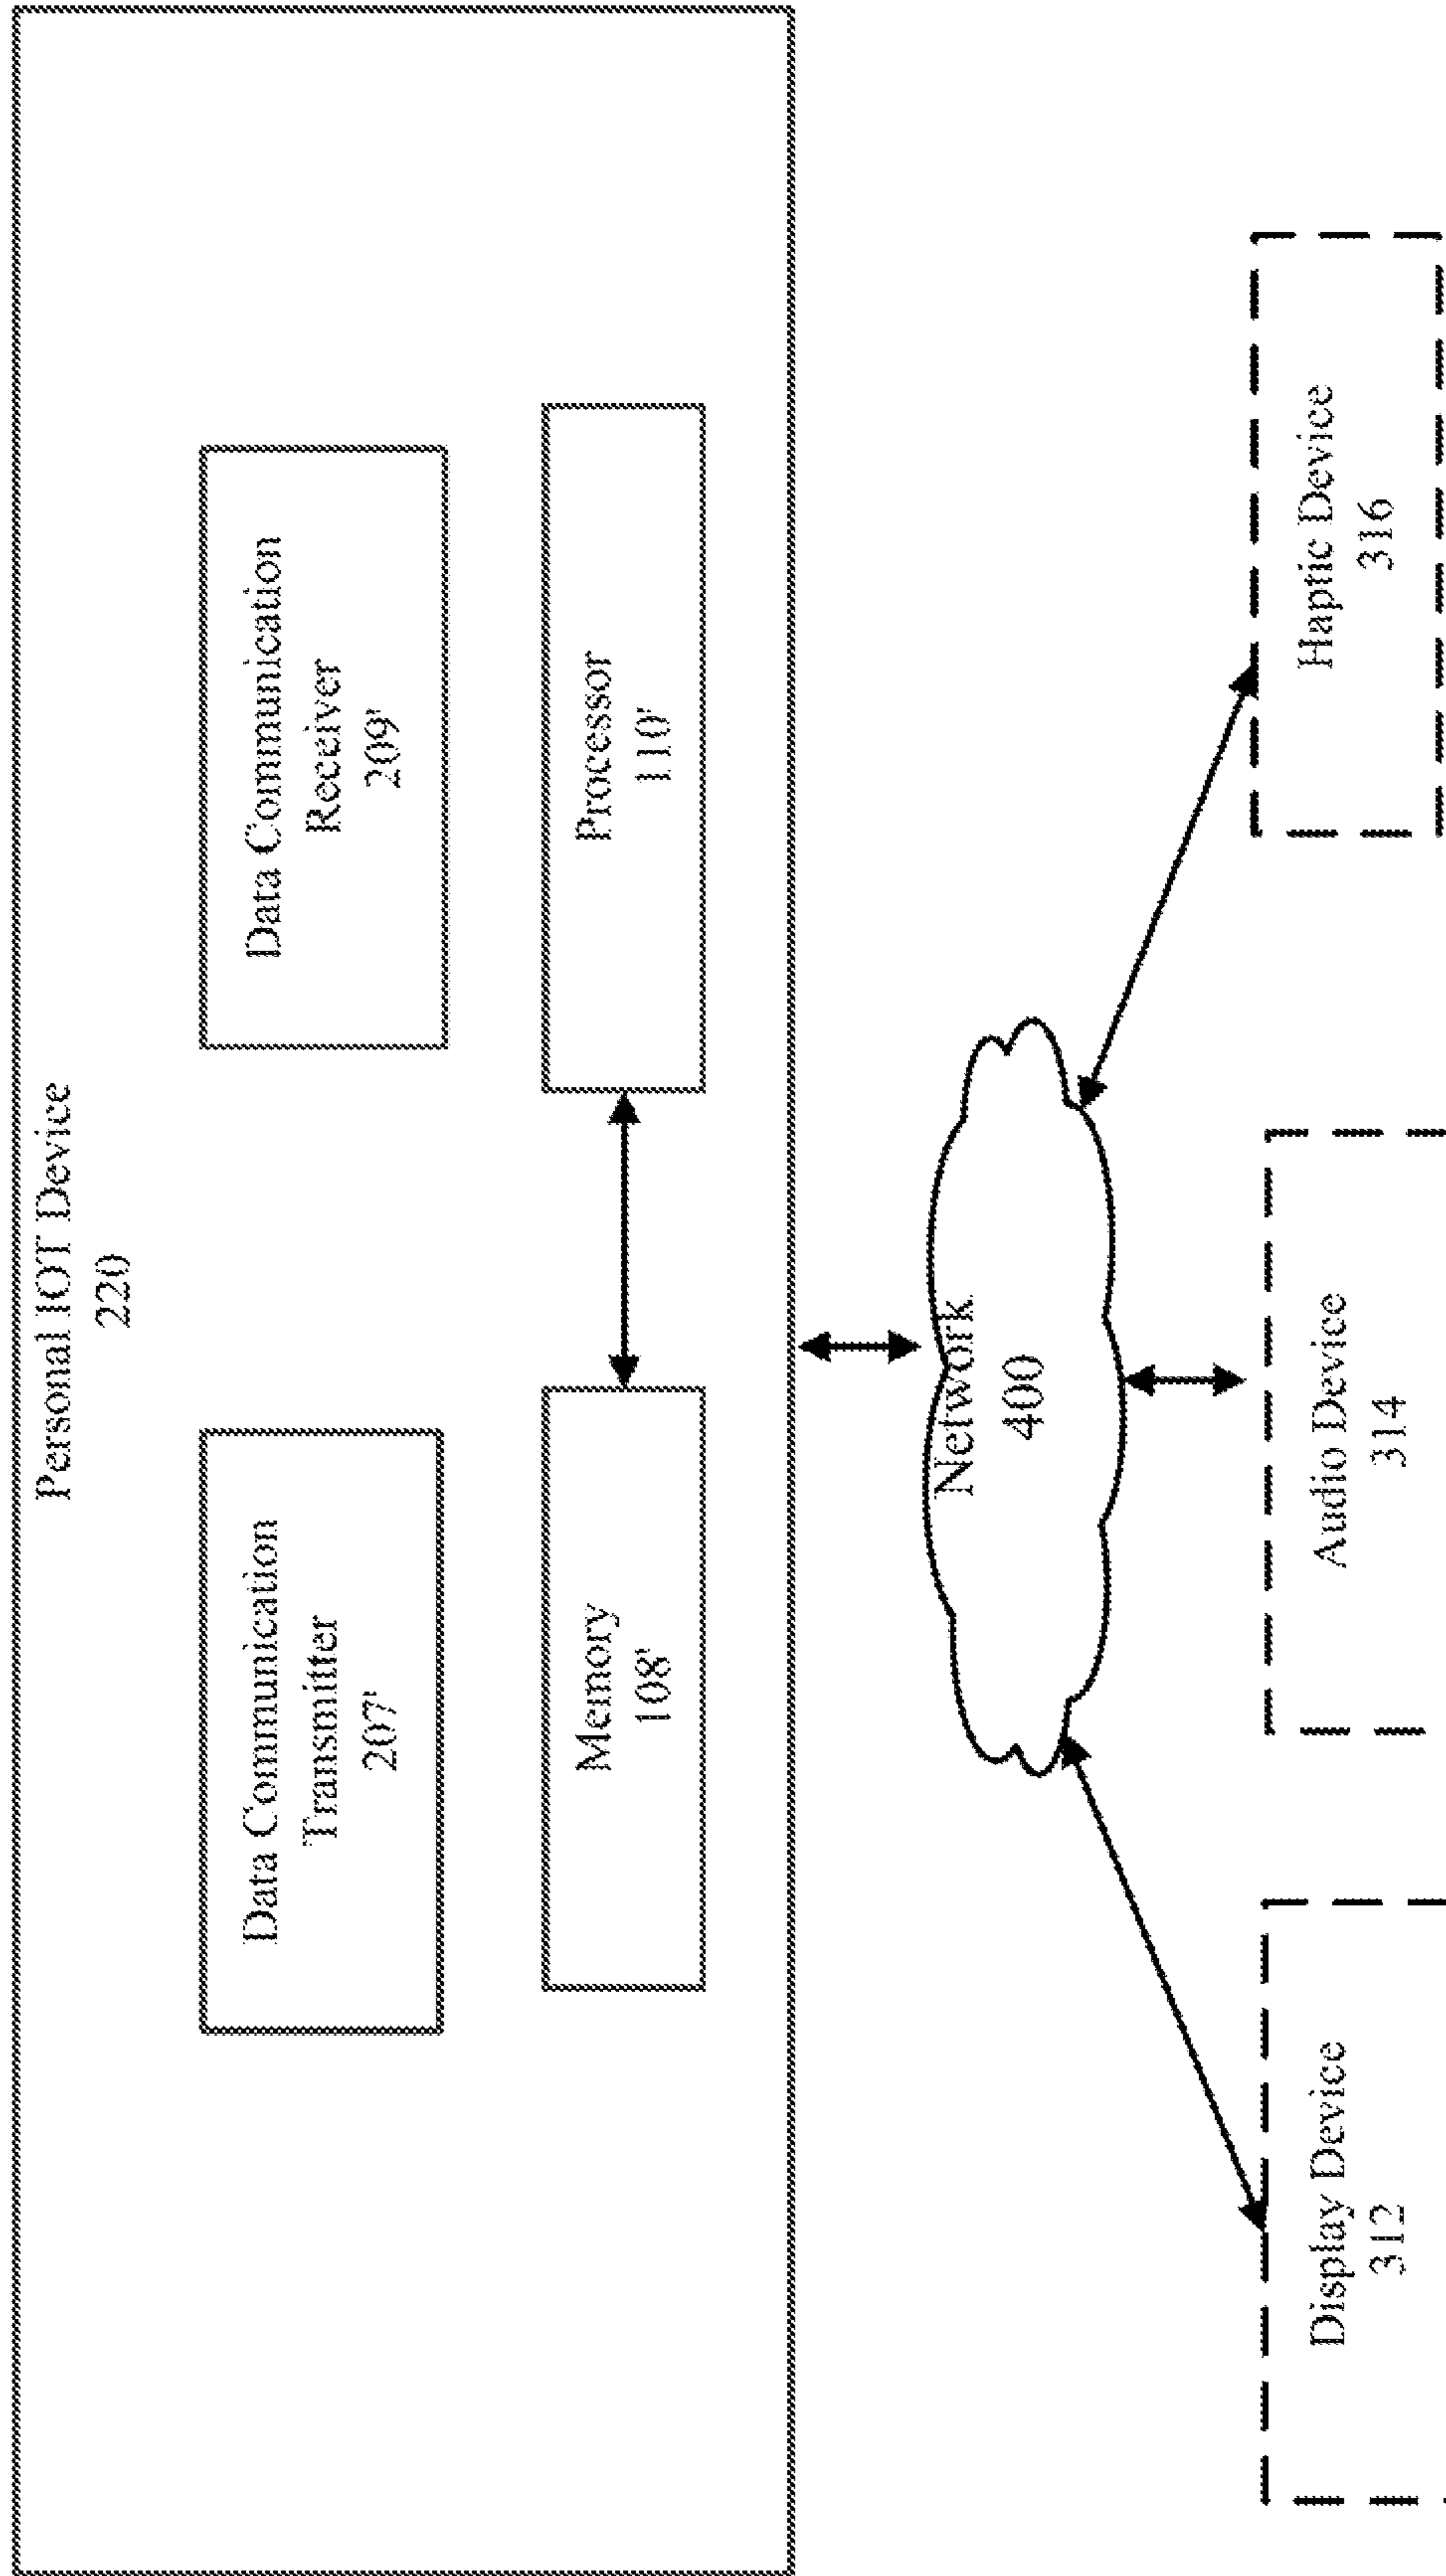 Personal IOT Device
220
Data Communication
Transmitter
207'
Data Communication
Receiver
209'
Memory
108'
Processor
110'
Network
400
Display Device
312
Audio Device
314
Haptic Device
316